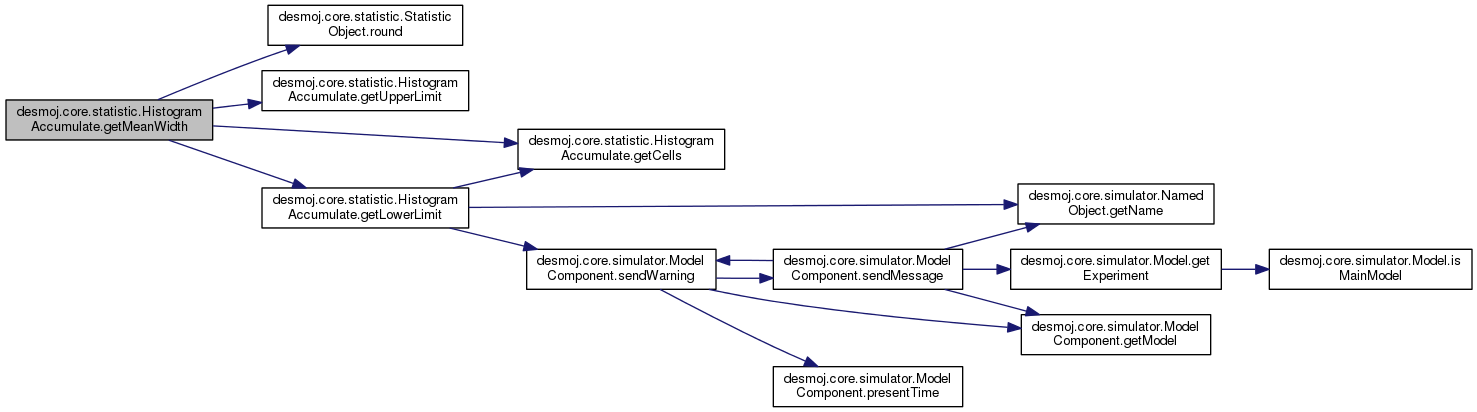 desmoj.core.statistic.Statistic
Object.round
desmoj.core.statistic.Histogram
Accumulate.getUpperLimit
desmoj.core.statistic.Histogram
Accumulate.getMeanWidth
desmoj.core.statistic.Histogram
Accumulate.getCells
desmoj.core.statistic.Histogram
Accumulate.getLowerLimit
desmoj.core.simulator.Named
Object.getName
desmoj.core.simulator.Model
Component.sendWarning
desmoj.core.simulator.Model
Component.sendMessage
desmoj.core.simulator.Model.get
Experiment
desmoj.core.simulator.Model.is
MainModel
desmoj.core.simulator.Model
Component.getModel
desmoj.core.simulator.Model
Component.presentTime